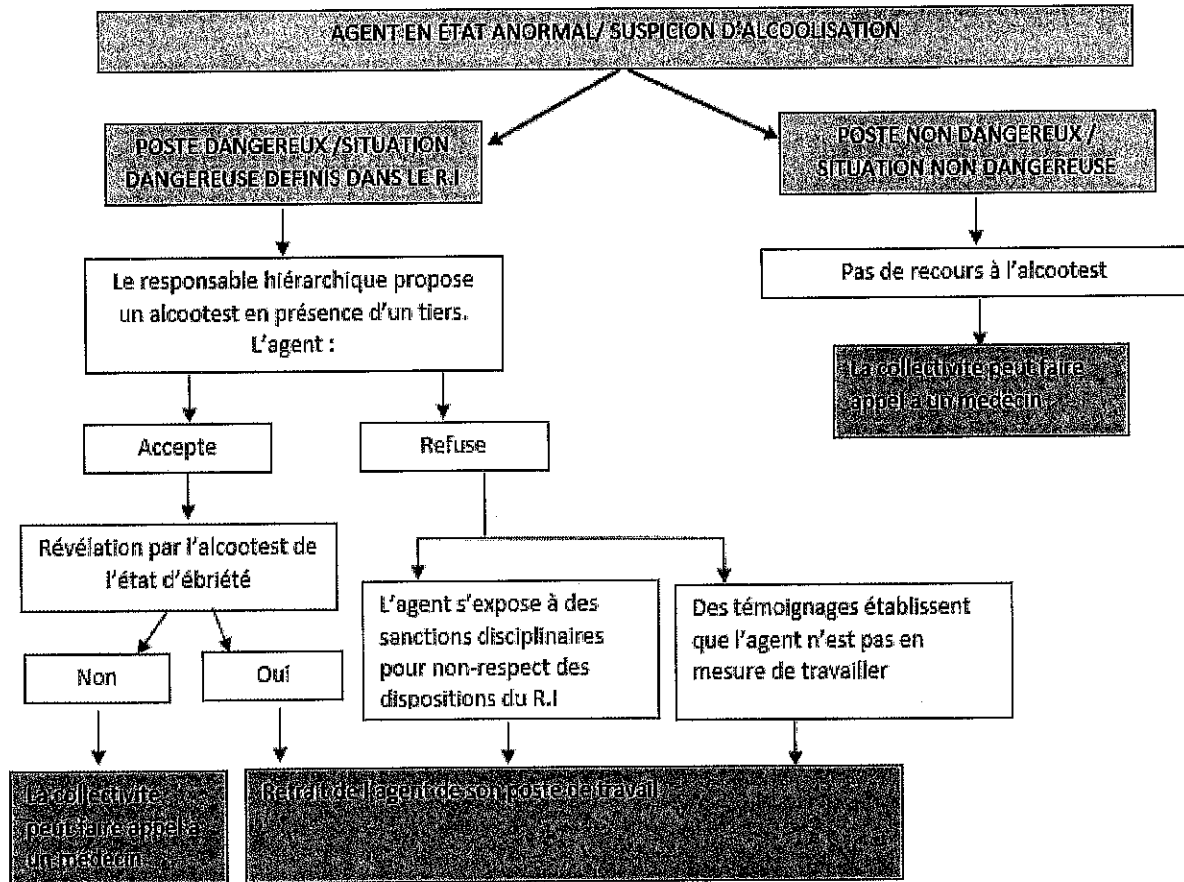 AGENT EN ETAT ANORMAL/ SUSPICION D'ALCOOLISATION
POSTE DANGEREUX /SITUATION
DANGEREUSE DEFINIS DANS LE R.I
POSTE NON DANGEREUX /
SITUATION NON DANGEREUSE
Le responsable hiérarchique propose
un alcootest en présence d'un tiers.
L'agent :
Pas de recours à l'alcootest
La collectivité peut faire
appel à un médecin
Accepte
Refuse
Révélation par l'alcootest de
l'état d'ébriété
Non
Oui
L'agent s'expose à des
sanctions disciplinaires
pour non-respect des
dispositions du R.I
Des témoignages établissent
que l'agent n'est pas en
mesure de travailler
La collectivité
peut faire appel à
un médecin
Retrait de l'agent de son poste de travail